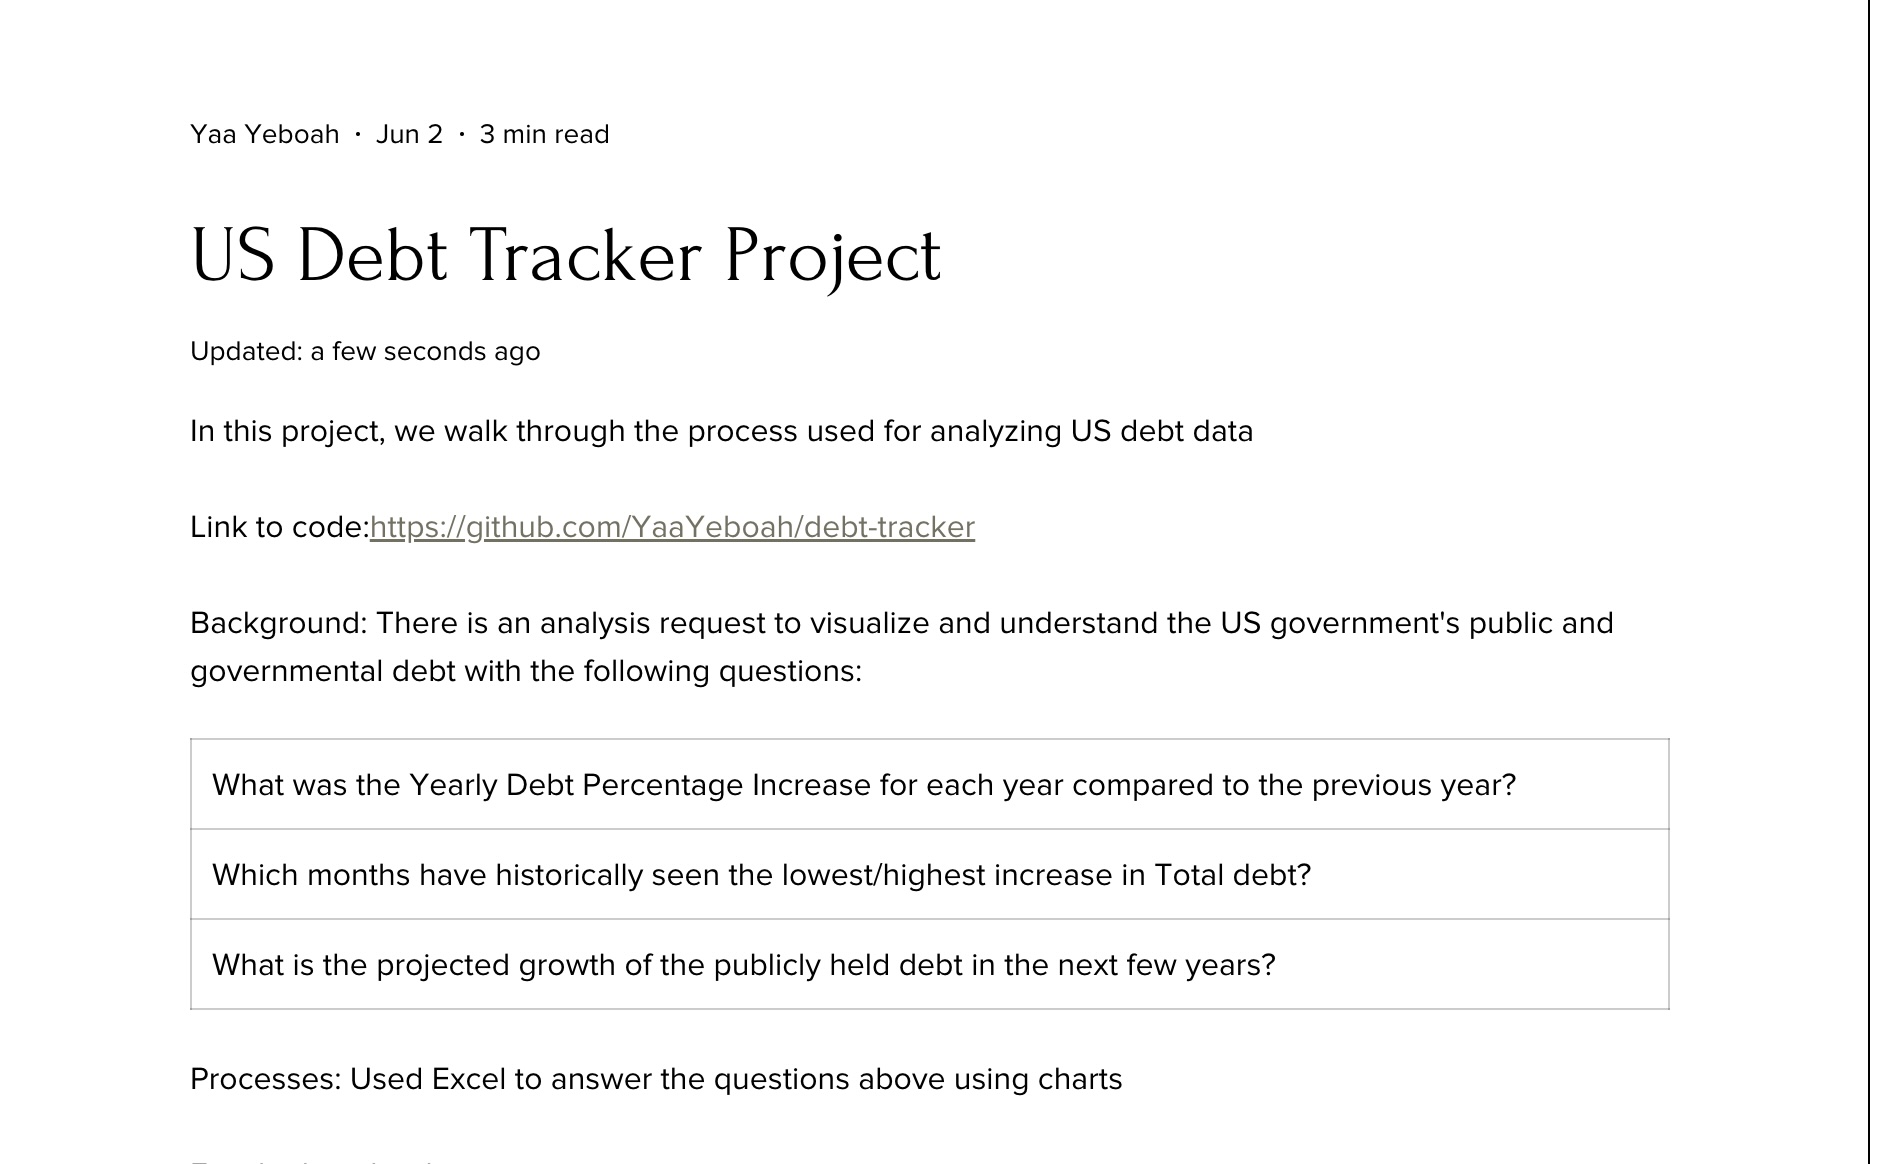 Yaa Yeboah · Jun 2 · 3 min read
US Debt Tracker Project
Updated: a few seconds ago
In this project, we walk through the process used for analyzing US debt data
Link to code:https://github.com/YaaYeboah/debt-tracker
Background: There is an analysis request to visualize and understand the US government's public and
governmental debt with the following questions:
What was the Yearly Debt Percentage Increase for each year compared to the previous year?
Which months have historically seen the lowest/highest increase in Total debt?
What is the projected growth of the publicly held debt in the next few years?
Processes: Used Excel to answer the questions above using charts